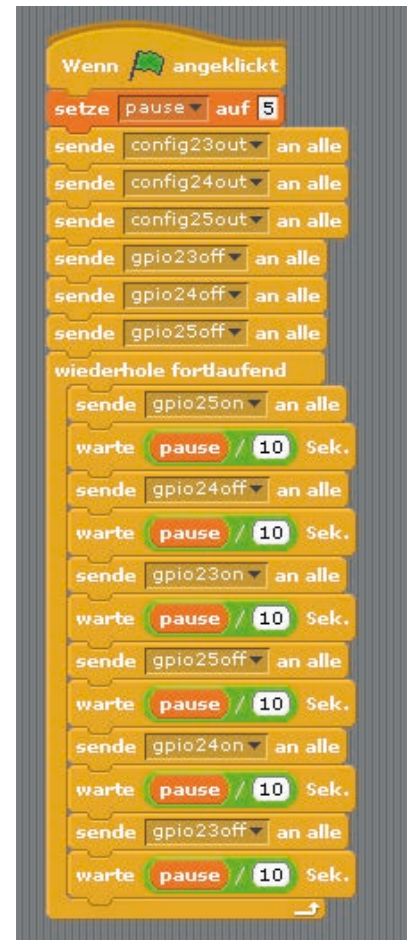 Wenn angeklickt
setze pause auf 5
sende config23out an alle
sende config24out an alle
sende config25out an alle
sende gpio23off an alle
sende gpio24off an alle
sende gpio25off an alle
wiederhole fortlaufend
sende gpio25on an alle
warte pause / 10 Sek.
sende gpio24off an alle
warte pause / 10 Sek.
sende gpio23on an alle
warte pause / 10 Sek.
sende gpio25off an alle
warte pause / 10 Sek.
sende gpio24on an alle
warte pause / 10 Sek.
sende gpio23off an alle
warte pause / 10 Sek.